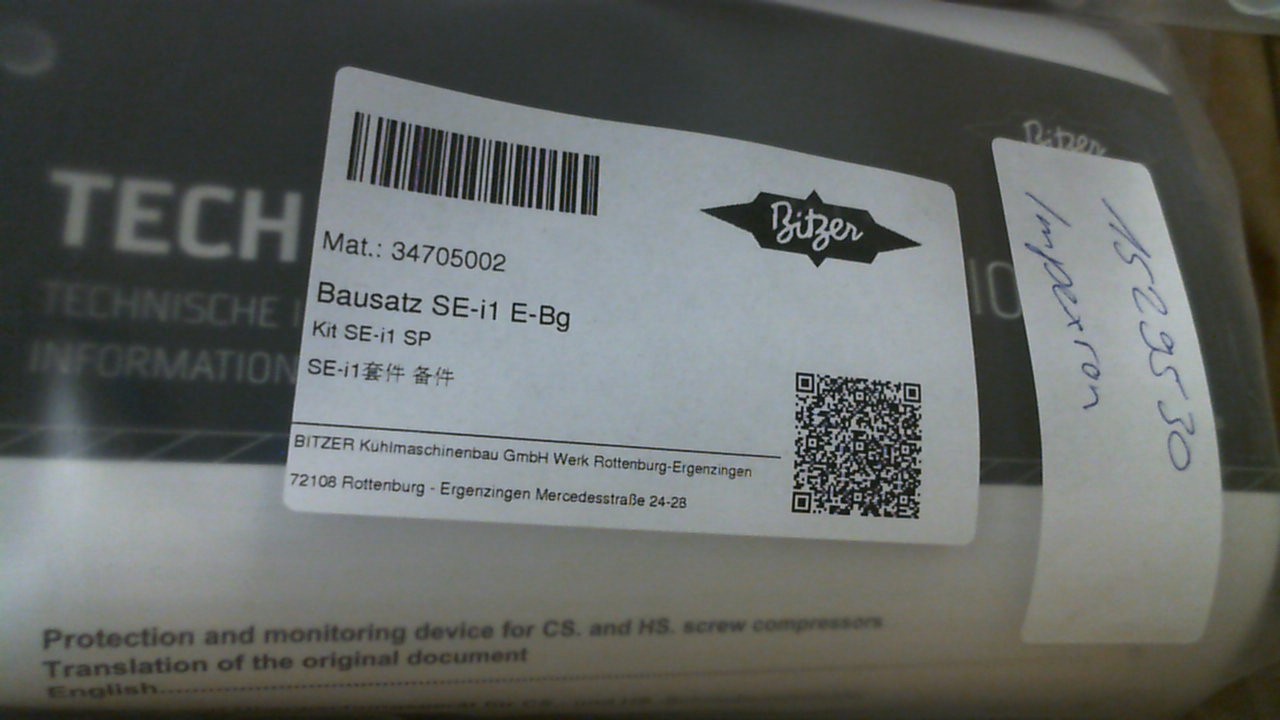 TECH
TECHNISCHE
INFORMATION
Mat.: 34705002
Bausatz SE-i1 E-Bg
Kit SE-i1 SP
SE-i1套件 备件
BITZER Kühlmaschinenbau GmbH Werk Rottenburg-Ergenzingen
72108 Rottenburg - Ergenzingen Mercedesstraße 24-28
Bitzer
Bitzer
15295530
Impexron
Protection and monitoring device for CS. and HS. screw compressors
Translation of the original document
English